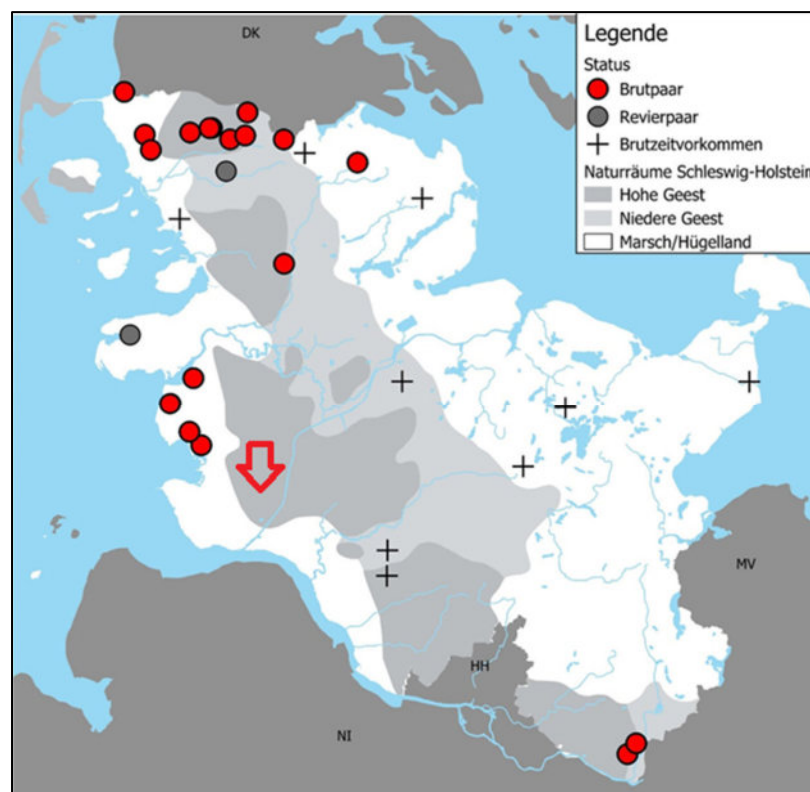 DK
Legende
Status
Brutpaar
Revierpaar
Brutzeitvorkommen
Naturräume Schleswig-Holstein
Hohe Geest
Niedere Geest
Marsch/Hügelland
MV
HH
NI